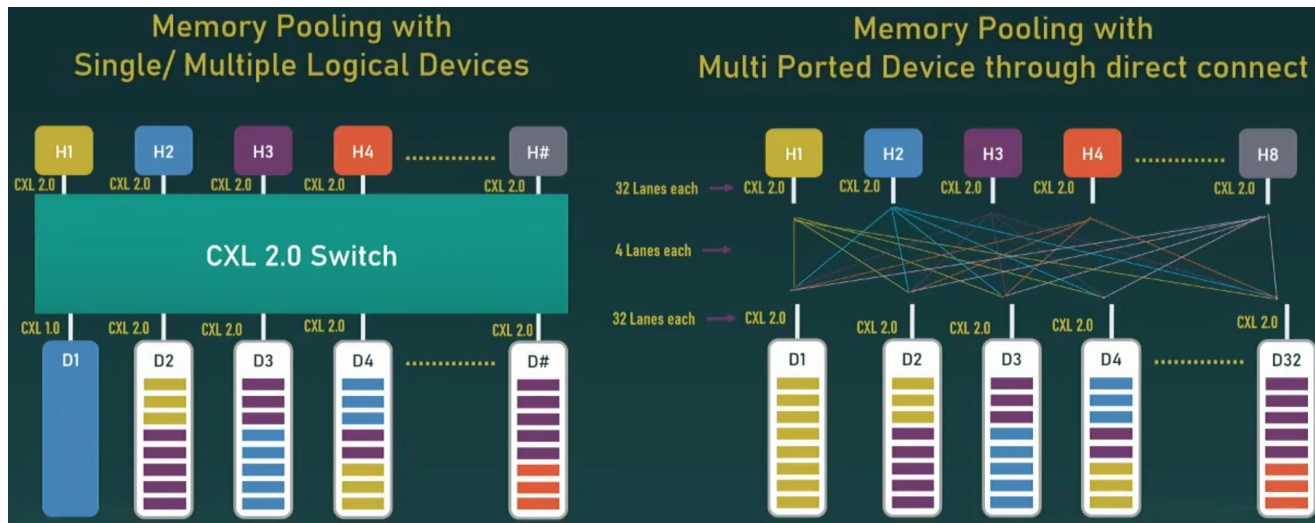 Memory Pooling with
Single/ Multiple Logical Devices
H1 H2 H3 H4 H#
CXL 2.0 CXL 2.0 CXL 2.0 CXL 2.0 CXL 2.0
CXL 2.0 Switch
CXL 1.0 CXL 2.0 CXL 2.0 CXL 2.0 CXL 2.0
D1 D2 D3 D4 D#
Memory Pooling with
Multi Ported Device through direct connect
H1 H2 H3 H4 H8
32 Lanes each CXL 2.0 CXL 2.0 CXL 2.0 CXL 2.0 CXL 2.0
4 Lanes each
32 Lanes each CXL 2.0 CXL 2.0 CXL 2.0 CXL 2.0 CXL 2.0
D1 D2 D3 D4 D32